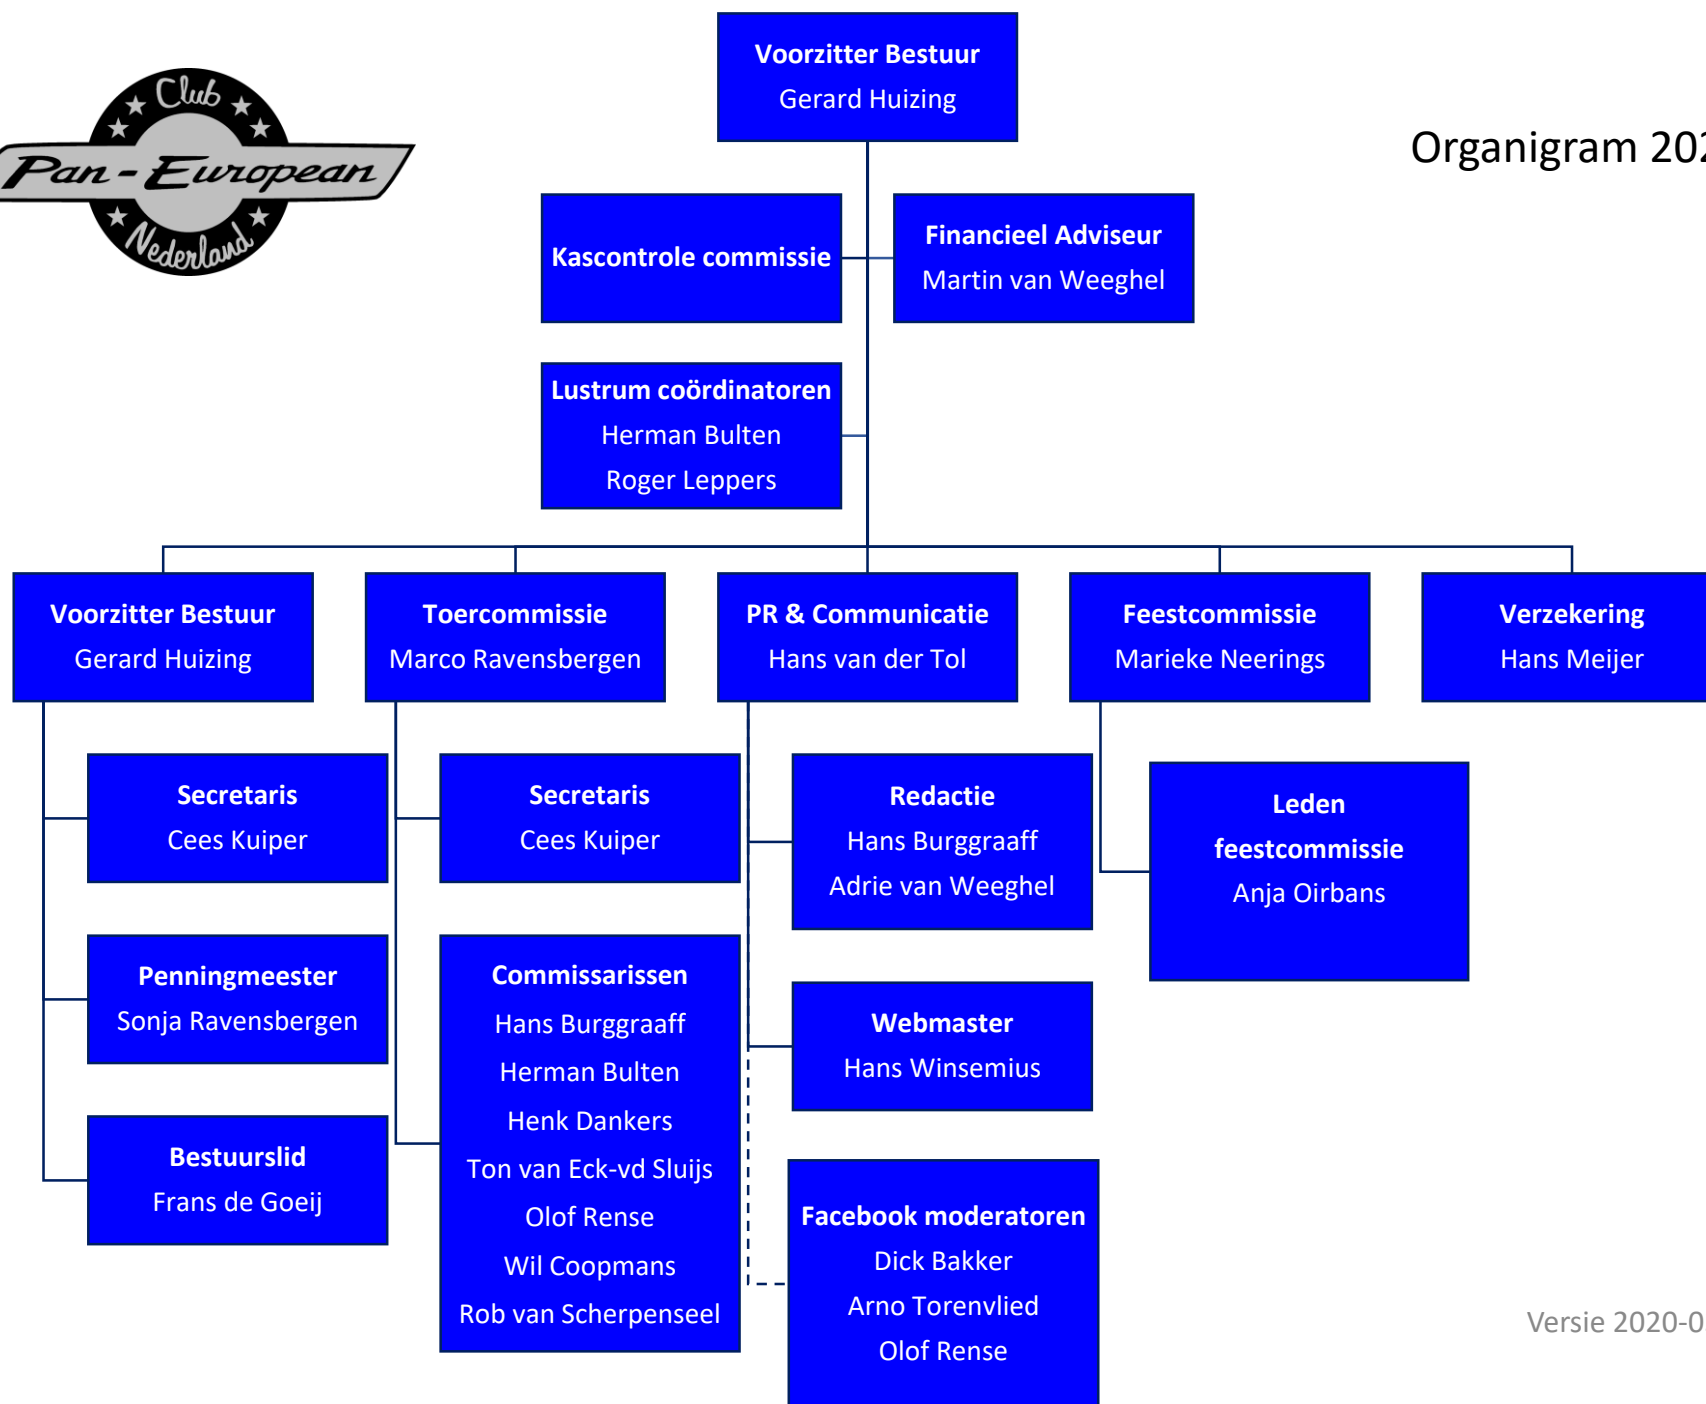 Voorzitter Bestuur
Gerard Huizing
Club
Pan-European
Nederland
Organigram 202
Kascontrole commissie
Financieel Adviseur
Martin van Weeghel
Lustrum coördinatoren
Herman Bulten
Roger Leppers
Voorzitter Bestuur
Gerard Huizing
Toercommissie
Marco Ravensbergen
PR & Communicatie
Hans van der Tol
Feestcommissie
Marieke Neerings
Verzekering
Hans Meijer
Secretaris
Cees Kuiper
Penningmeester
Sonja Ravensbergen
Bestuurslid
Frans de Goeij
Secretaris
Cees Kuiper
Commissarissen
Hans Burggraaff
Herman Bulten
Henk Dankers
Ton van Eck-vd Sluijs
Olof Rense
Wil Coopmans
Rob van Scherpenseel
Redactie
Hans Burggraaff
Adrie van Weeghel
Webmaster
Hans Winsemius
Facebook moderatoren
Dick Bakker
Arno Torenvlied
Olof Rense
Leden
feestcommissie
Anja Oirbans
Versie 2020-0